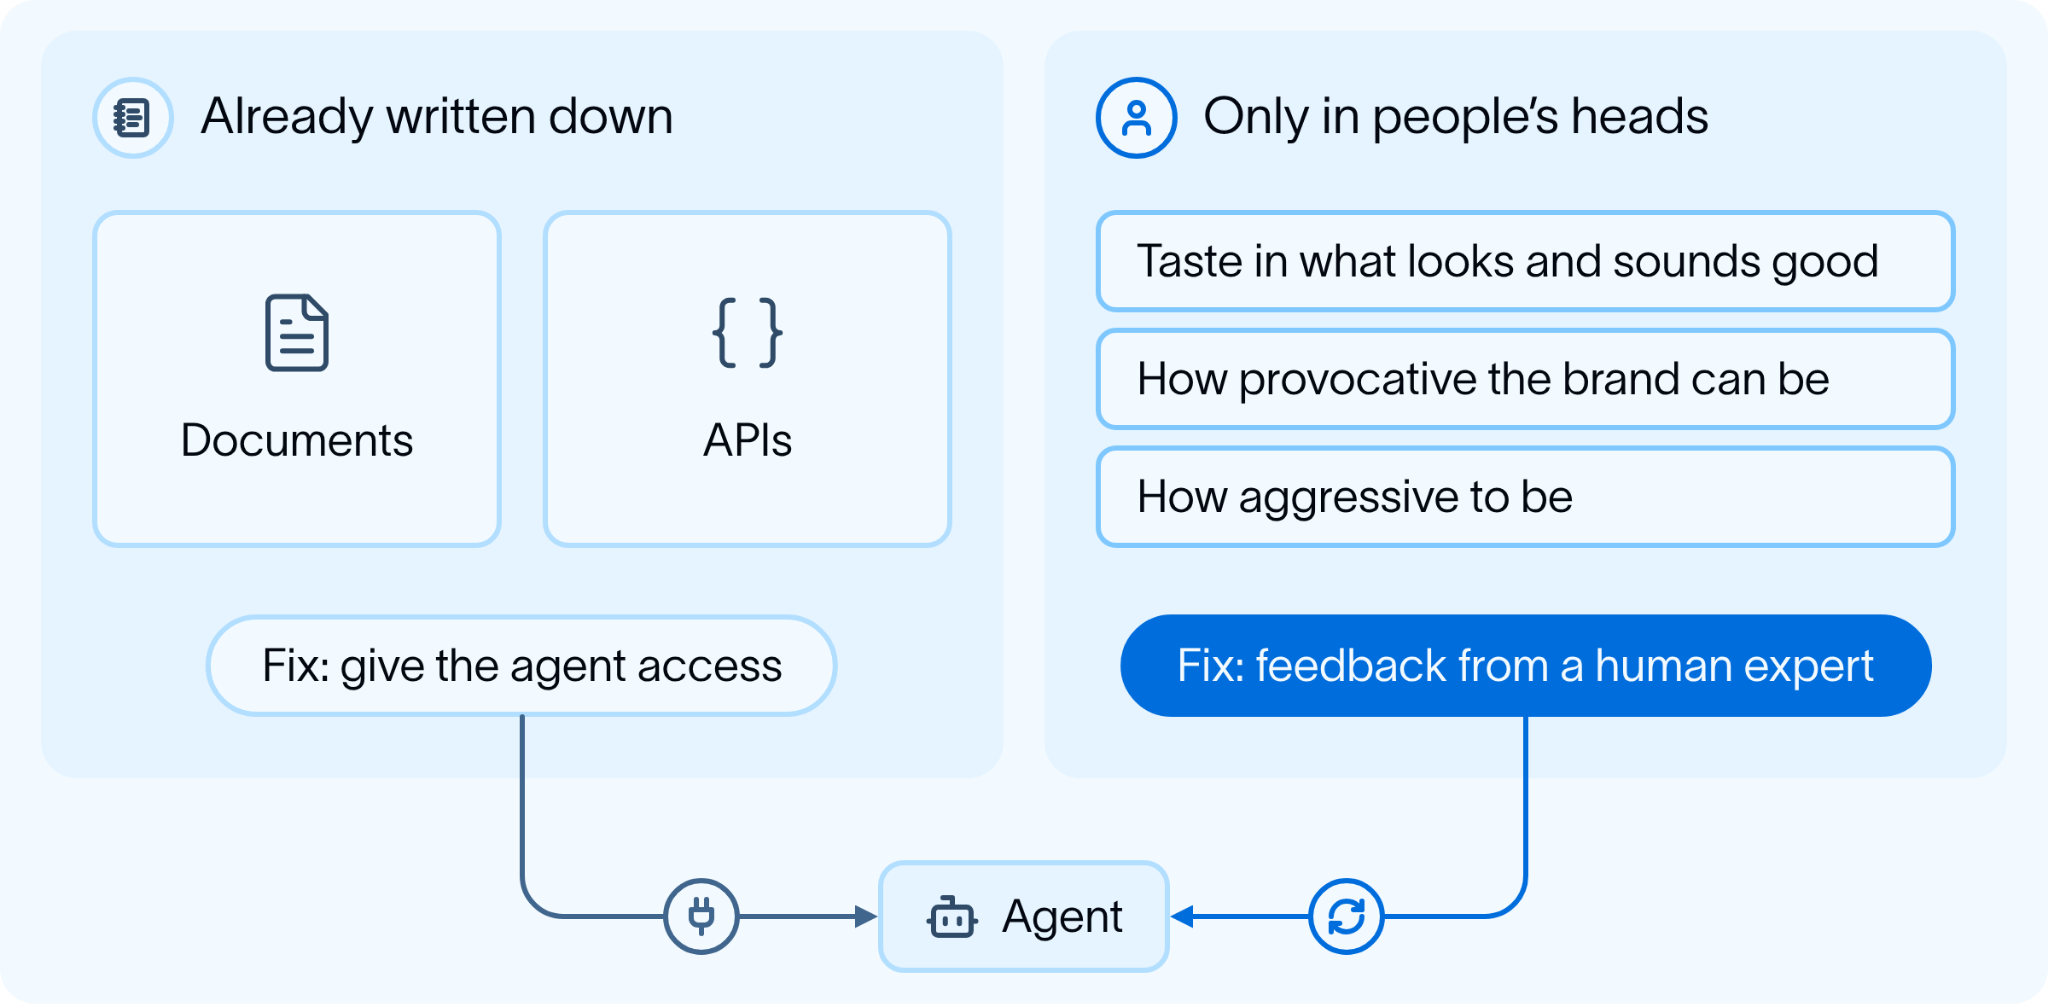 Already written down
Documents
APIs
Fix: give the agent access
Only in people’s heads
Taste in what looks and sounds good
How provocative the brand can be
How aggressive to be
Fix: feedback from a human expert
Agent